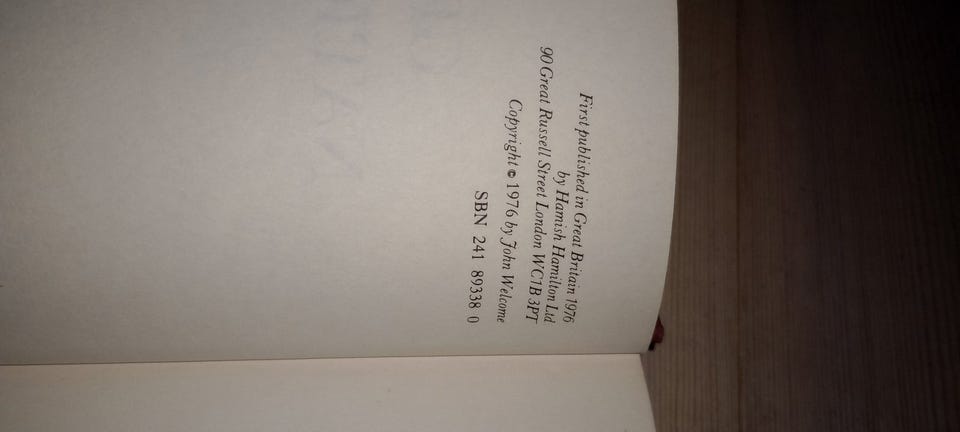 First published in Great Britain 1976
by Hamish Hamilton Ltd
90 Great Russell Street London WC1B 3PT
Copyright © 1976 by John Welcome
SBN 241 89338 0